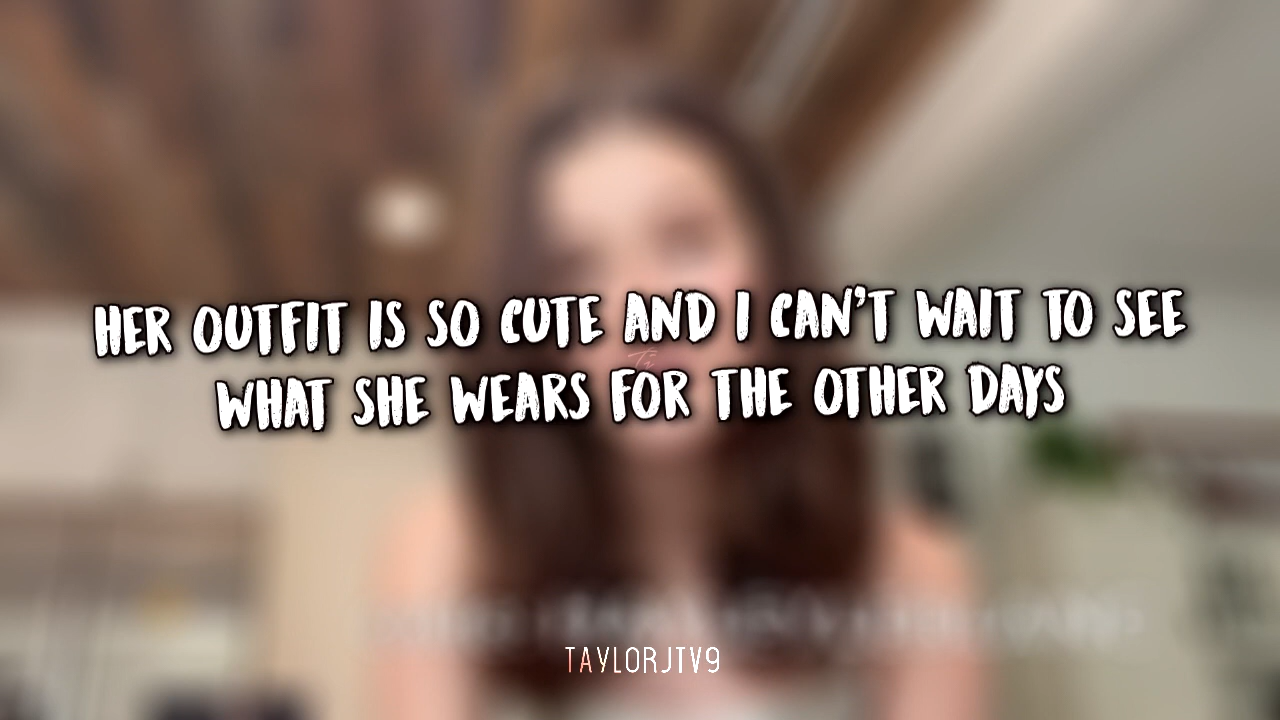 HER OUTFIT IS SO CUTE AND I CAN'T WAIT TO SEE
WHAT SHE WEARS FOR THE OTHER DAYS
TAYLORJTV9